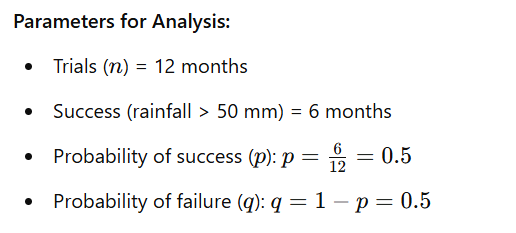 Parameters for Analysis:
• Trials (n) = 12 months
• Success (rainfall > 50 mm) = 6 months
• Probability of success (p): p = 6/12 = 0.5
• Probability of failure (q): q = 1 − p = 0.5